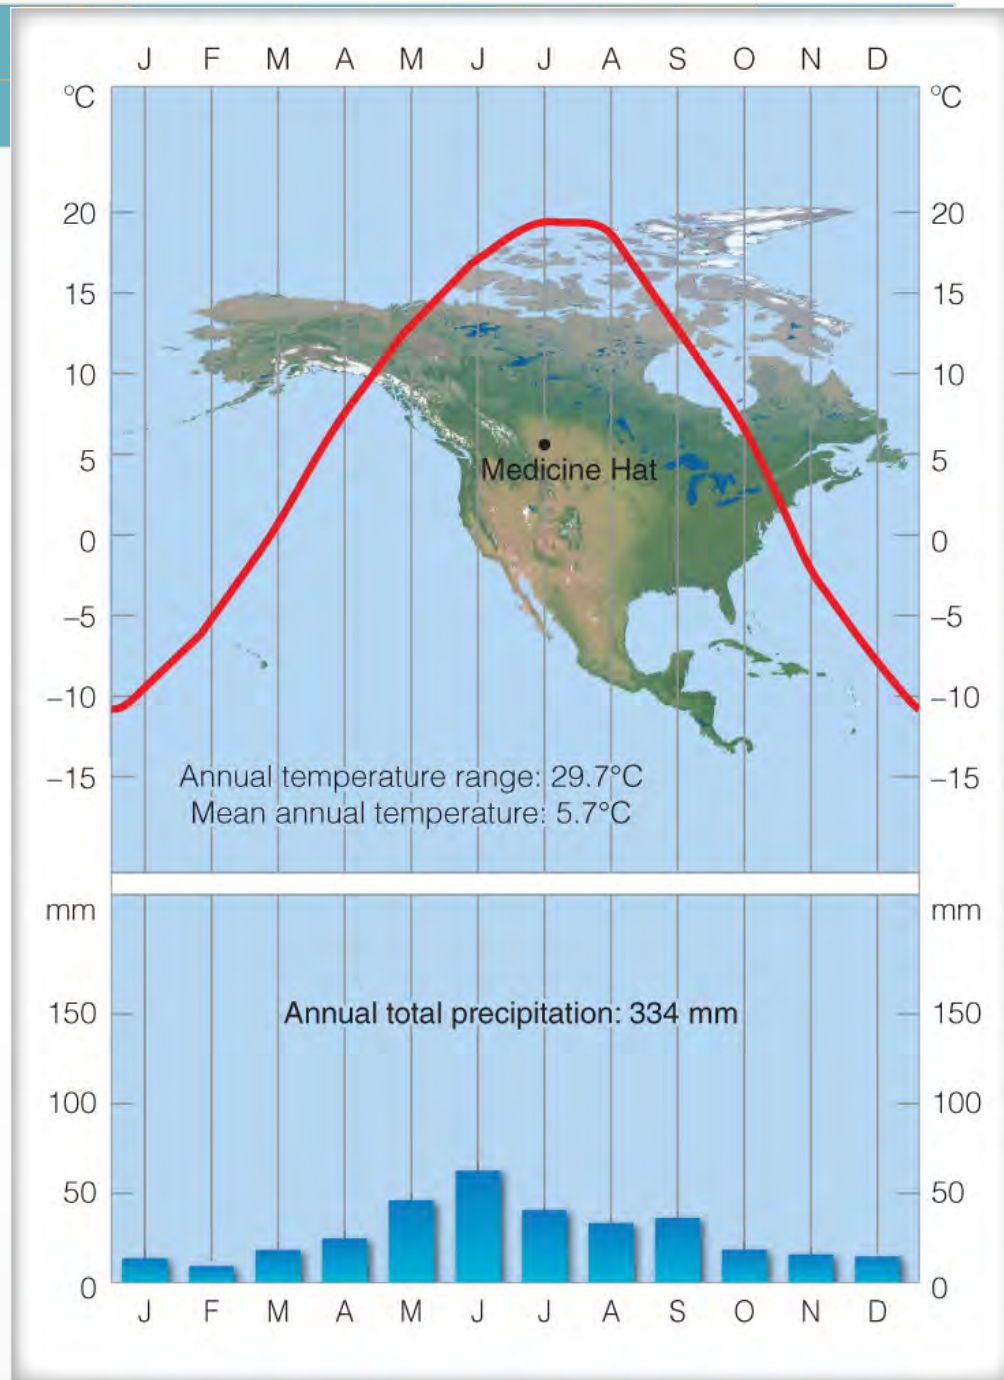 J F M A M J J A S O N D
°C °C
20 20
15 15
10 10
5 5
Medicine Hat
0 0
–5 –5
–10 –10
–15 –15
Annual temperature range: 29.7°C
Mean annual temperature: 5.7°C
mm mm
150 150
Annual total precipitation: 334 mm
100 100
50 50
0 0
J F M A M J J A S O N D